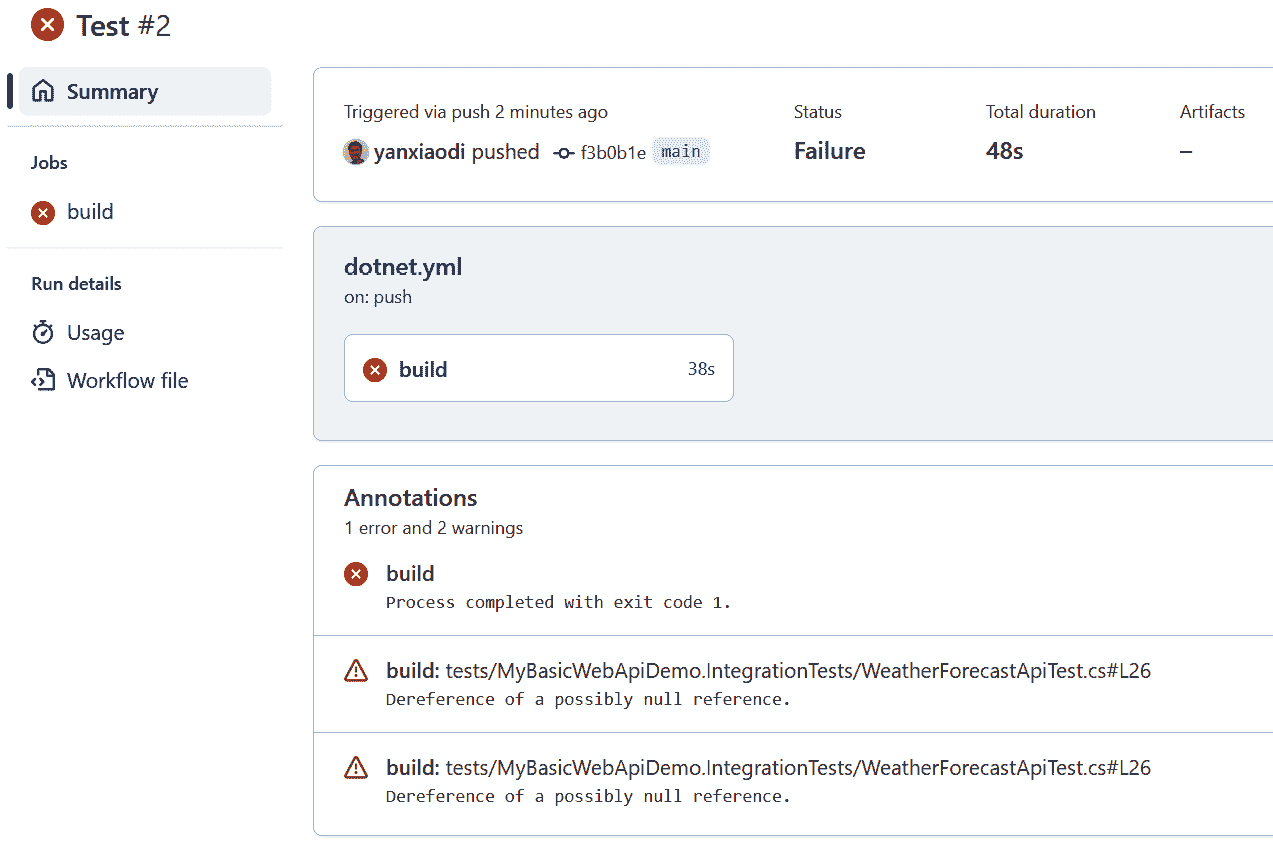 Test #2
Summary
Jobs
build
Run details
Usage
Workflow file
Triggered via push 2 minutes ago
yanxiaodi pushed f3b0b1e main
Status
Failure
Total duration
48s
Artifacts
–
dotnet.yml
on: push
build 38s
Annotations
1 error and 2 warnings
build
Process completed with exit code 1.
build: tests/MyBasicWebApiDemo.IntegrationTests/WeatherForecastApiTest.cs#L26
Dereference of a possibly null reference.
build: tests/MyBasicWebApiDemo.IntegrationTests/WeatherForecastApiTest.cs#L26
Dereference of a possibly null reference.